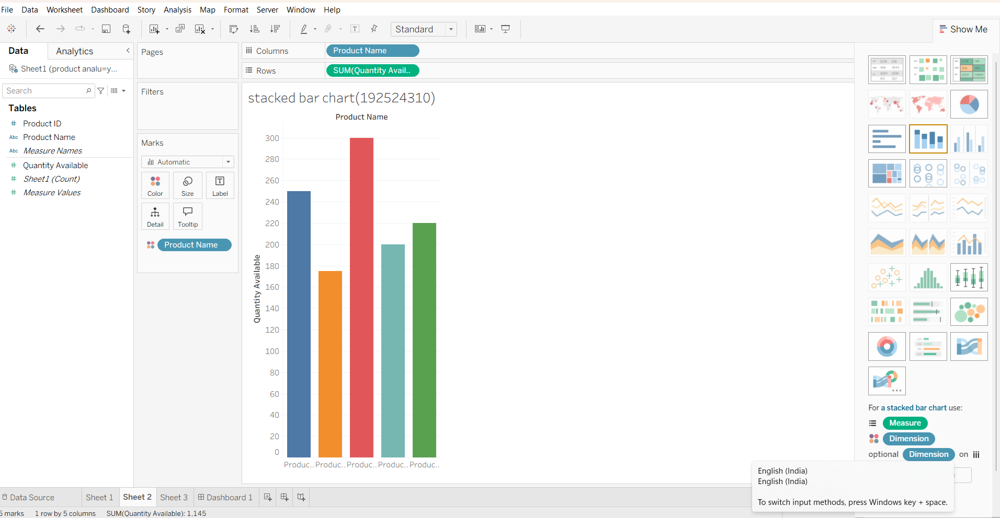 File Data Worksheet Dashboard Story Analysis Map Format Server Window Help
Standard
Show Me
Data
Analytics
Sheet1 (product analu=y...
Search
Tables
Product ID
Abc Product Name
Abc Measure Names
Quantity Available
Sheet1 (Count)
Measure Values
Pages
Filters
Marks
Automatic
Color Size Label
Detail Tooltip
Product Name
Columns Product Name
Rows SUM(Quantity Avail..
stacked bar chart(192524310)
Product Name
Quantity Available
300
280
260
240
220
200
180
160
140
120
100
80
60
40
20
0
Produc.. Produc.. Produc.. Produc.. Produc..
For a stacked bar chart use:
Measure
Dimension
optional Dimension on
English (India)
English (India)
To switch input methods, press Windows key + space.
Data Source Sheet 1 Sheet 2 Sheet 3 Dashboard 1
5 marks 1 row by 5 columns SUM(Quantity Available): 1,145